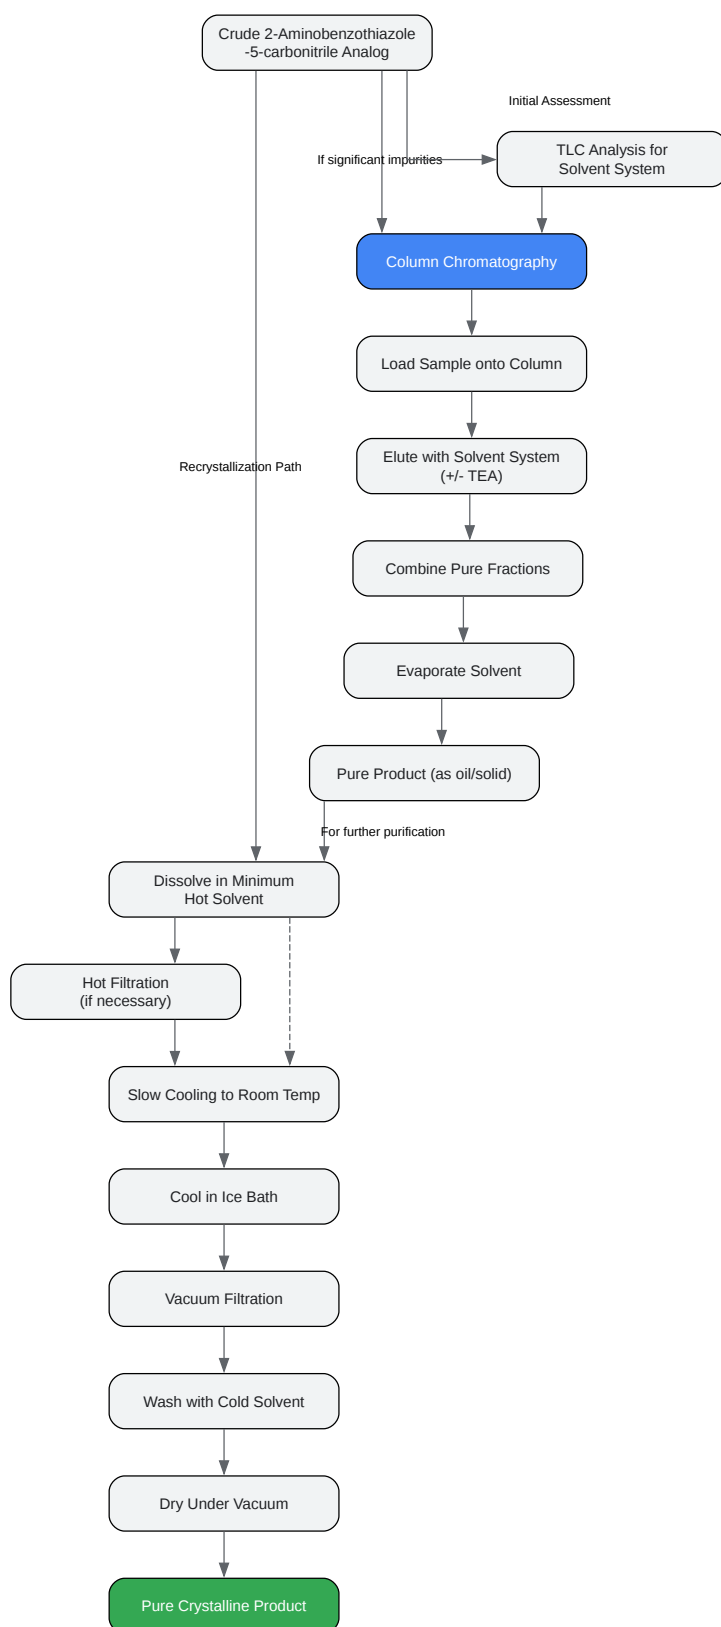 Crude 2-Aminobenzothiazole
-5-carbonitrile Analog
Initial Assessment
If significant impurities
TLC Analysis for
Solvent System
Column Chromatography
Load Sample onto Column
Elute with Solvent System
(+/- TEA)
Recrystallization Path
Combine Pure Fractions
Evaporate Solvent
Pure Product (as oil/solid)
For further purification
Dissolve in Minimum
Hot Solvent
Hot Filtration
(if necessary)
Slow Cooling to Room Temp
Cool in Ice Bath
Vacuum Filtration
Wash with Cold Solvent
Dry Under Vacuum
Pure Crystalline Product